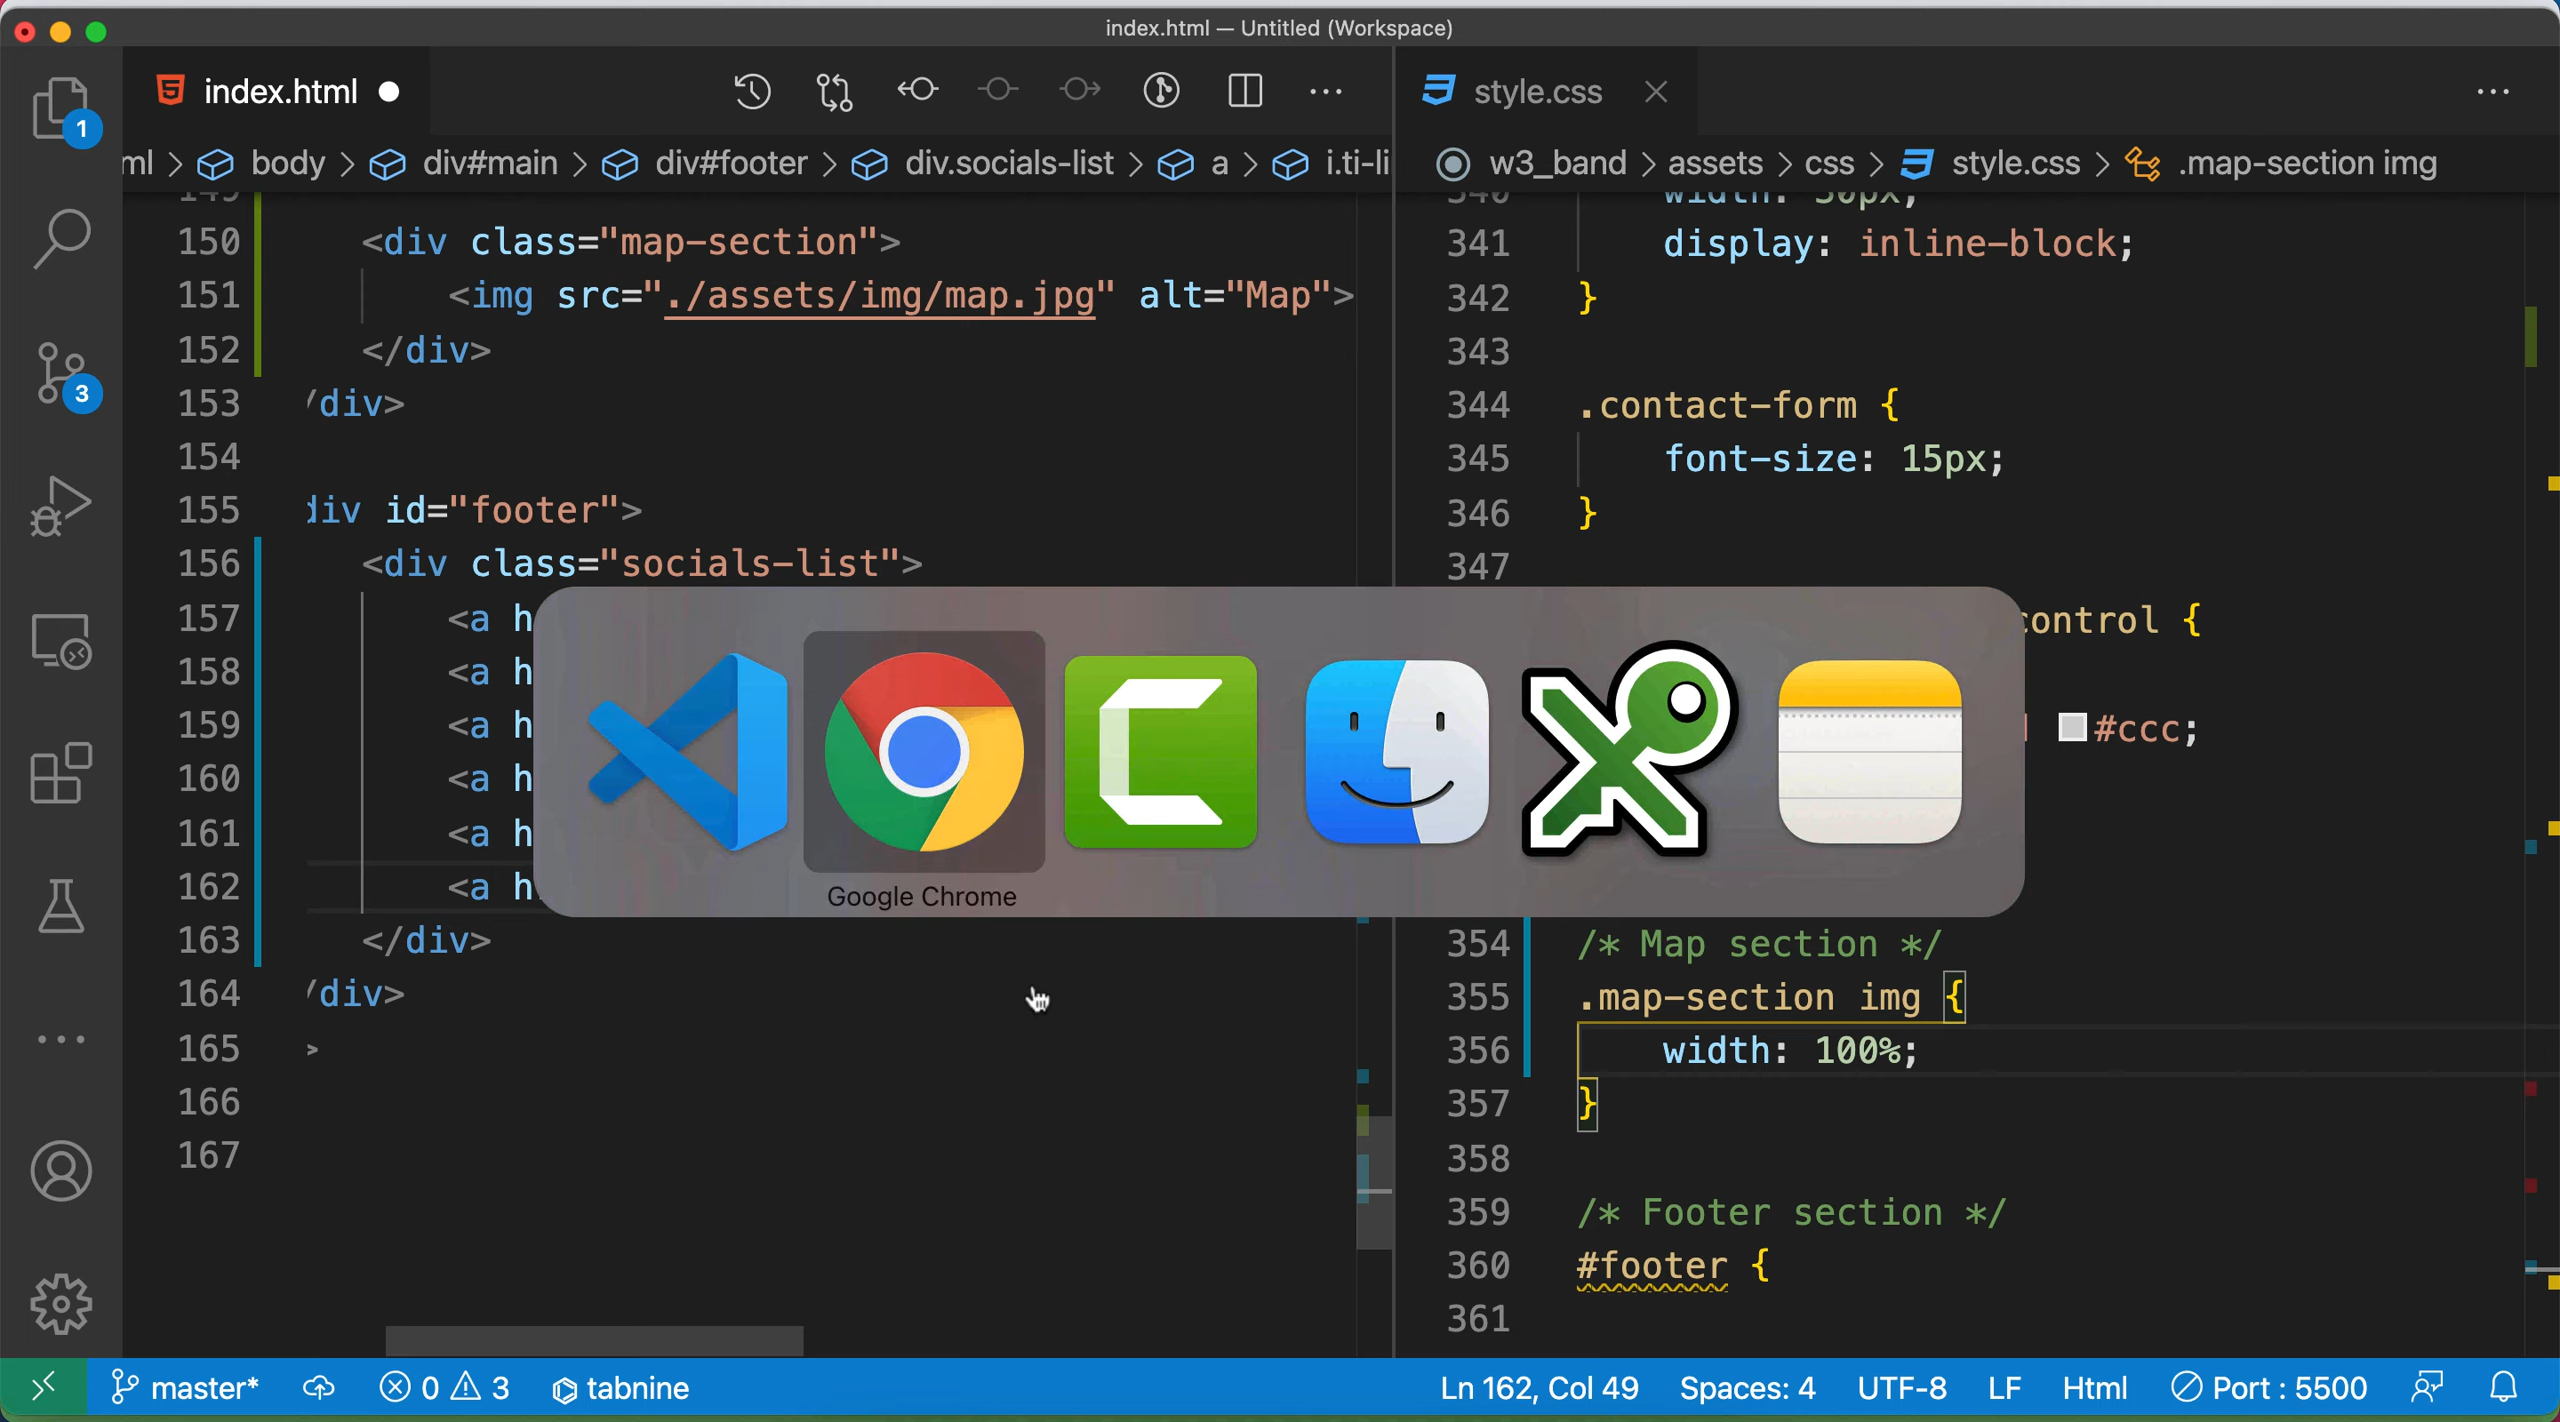 index.html — Untitled (Workspace)
index.html
style.css
1
ml > body > div#main > div#footer > div.socials-list > a > i.ti-li
w3_band > assets > css > style.css > .map-section img
149
150 <div class="map-section">
151 <img src="./assets/img/map.jpg" alt="Map">
152 </div>
153 /div>
154
155 div id="footer">
156 <div class="socials-list">
157 <a h
158 <a h
159 <a h
160 <a h
161 <a h
162 <a h
163 </div>
164 /div>
165 >
166
167
3
340 width: 50px;
341 display: inline-block;
342 }
343
344 .contact-form {
345 font-size: 15px;
346 }
347
control {
#ccc;
Google Chrome
354 /* Map section */
355 .map-section img {
356 width: 100%;
357 }
358
359 /* Footer section */
360 #footer {
361
master* 0 3 tabnine Ln 162, Col 49 Spaces: 4 UTF-8 LF Html Port : 5500